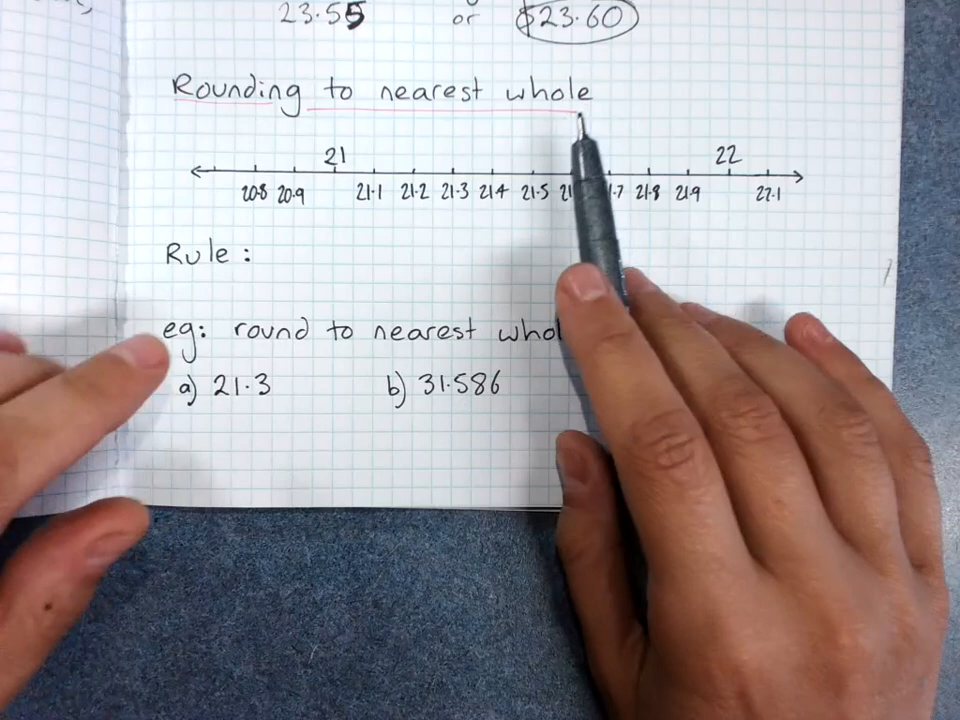 23.55 or $23.60
Rounding to nearest whole
21 22
20.8 20.9 21.1 21.2 21.3 21.4 21.5 21.8 21.9 22.1
Rule :
eg: round to nearest
a) 21.3 b) 31.586